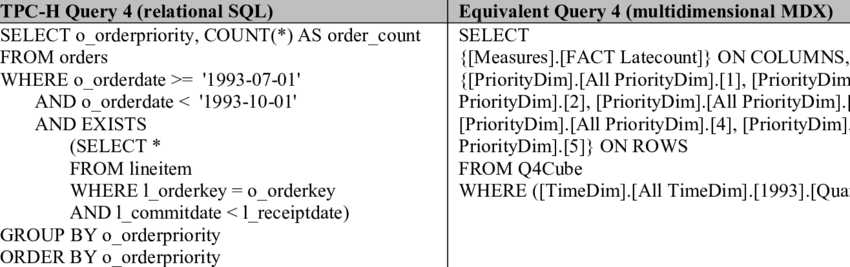 TPC-H Query 4 (relational SQL)
SELECT o_orderpriority, COUNT(*) AS order_count
FROM orders
WHERE o_orderdate >= '1993-07-01'
AND o_orderdate < '1993-10-01'
AND EXISTS
(SELECT *
FROM lineitem
WHERE l_orderkey = o_orderkey
AND l_commitdate < l_receiptdate)
GROUP BY o_orderpriority
ORDER BY o_orderpriority
Equivalent Query 4 (multidimensional MDX)
SELECT
{[Measures].[FACT Latecount]} ON COLUMNS,
{[PriorityDim].[All PriorityDim].[1], [PriorityDim
PriorityDim].[2], [PriorityDim].[All PriorityDim].[
[PriorityDim].[All PriorityDim].[4], [PriorityDim].
PriorityDim].[5]} ON ROWS
FROM Q4Cube
WHERE ([TimeDim].[All TimeDim].[1993].[Qua